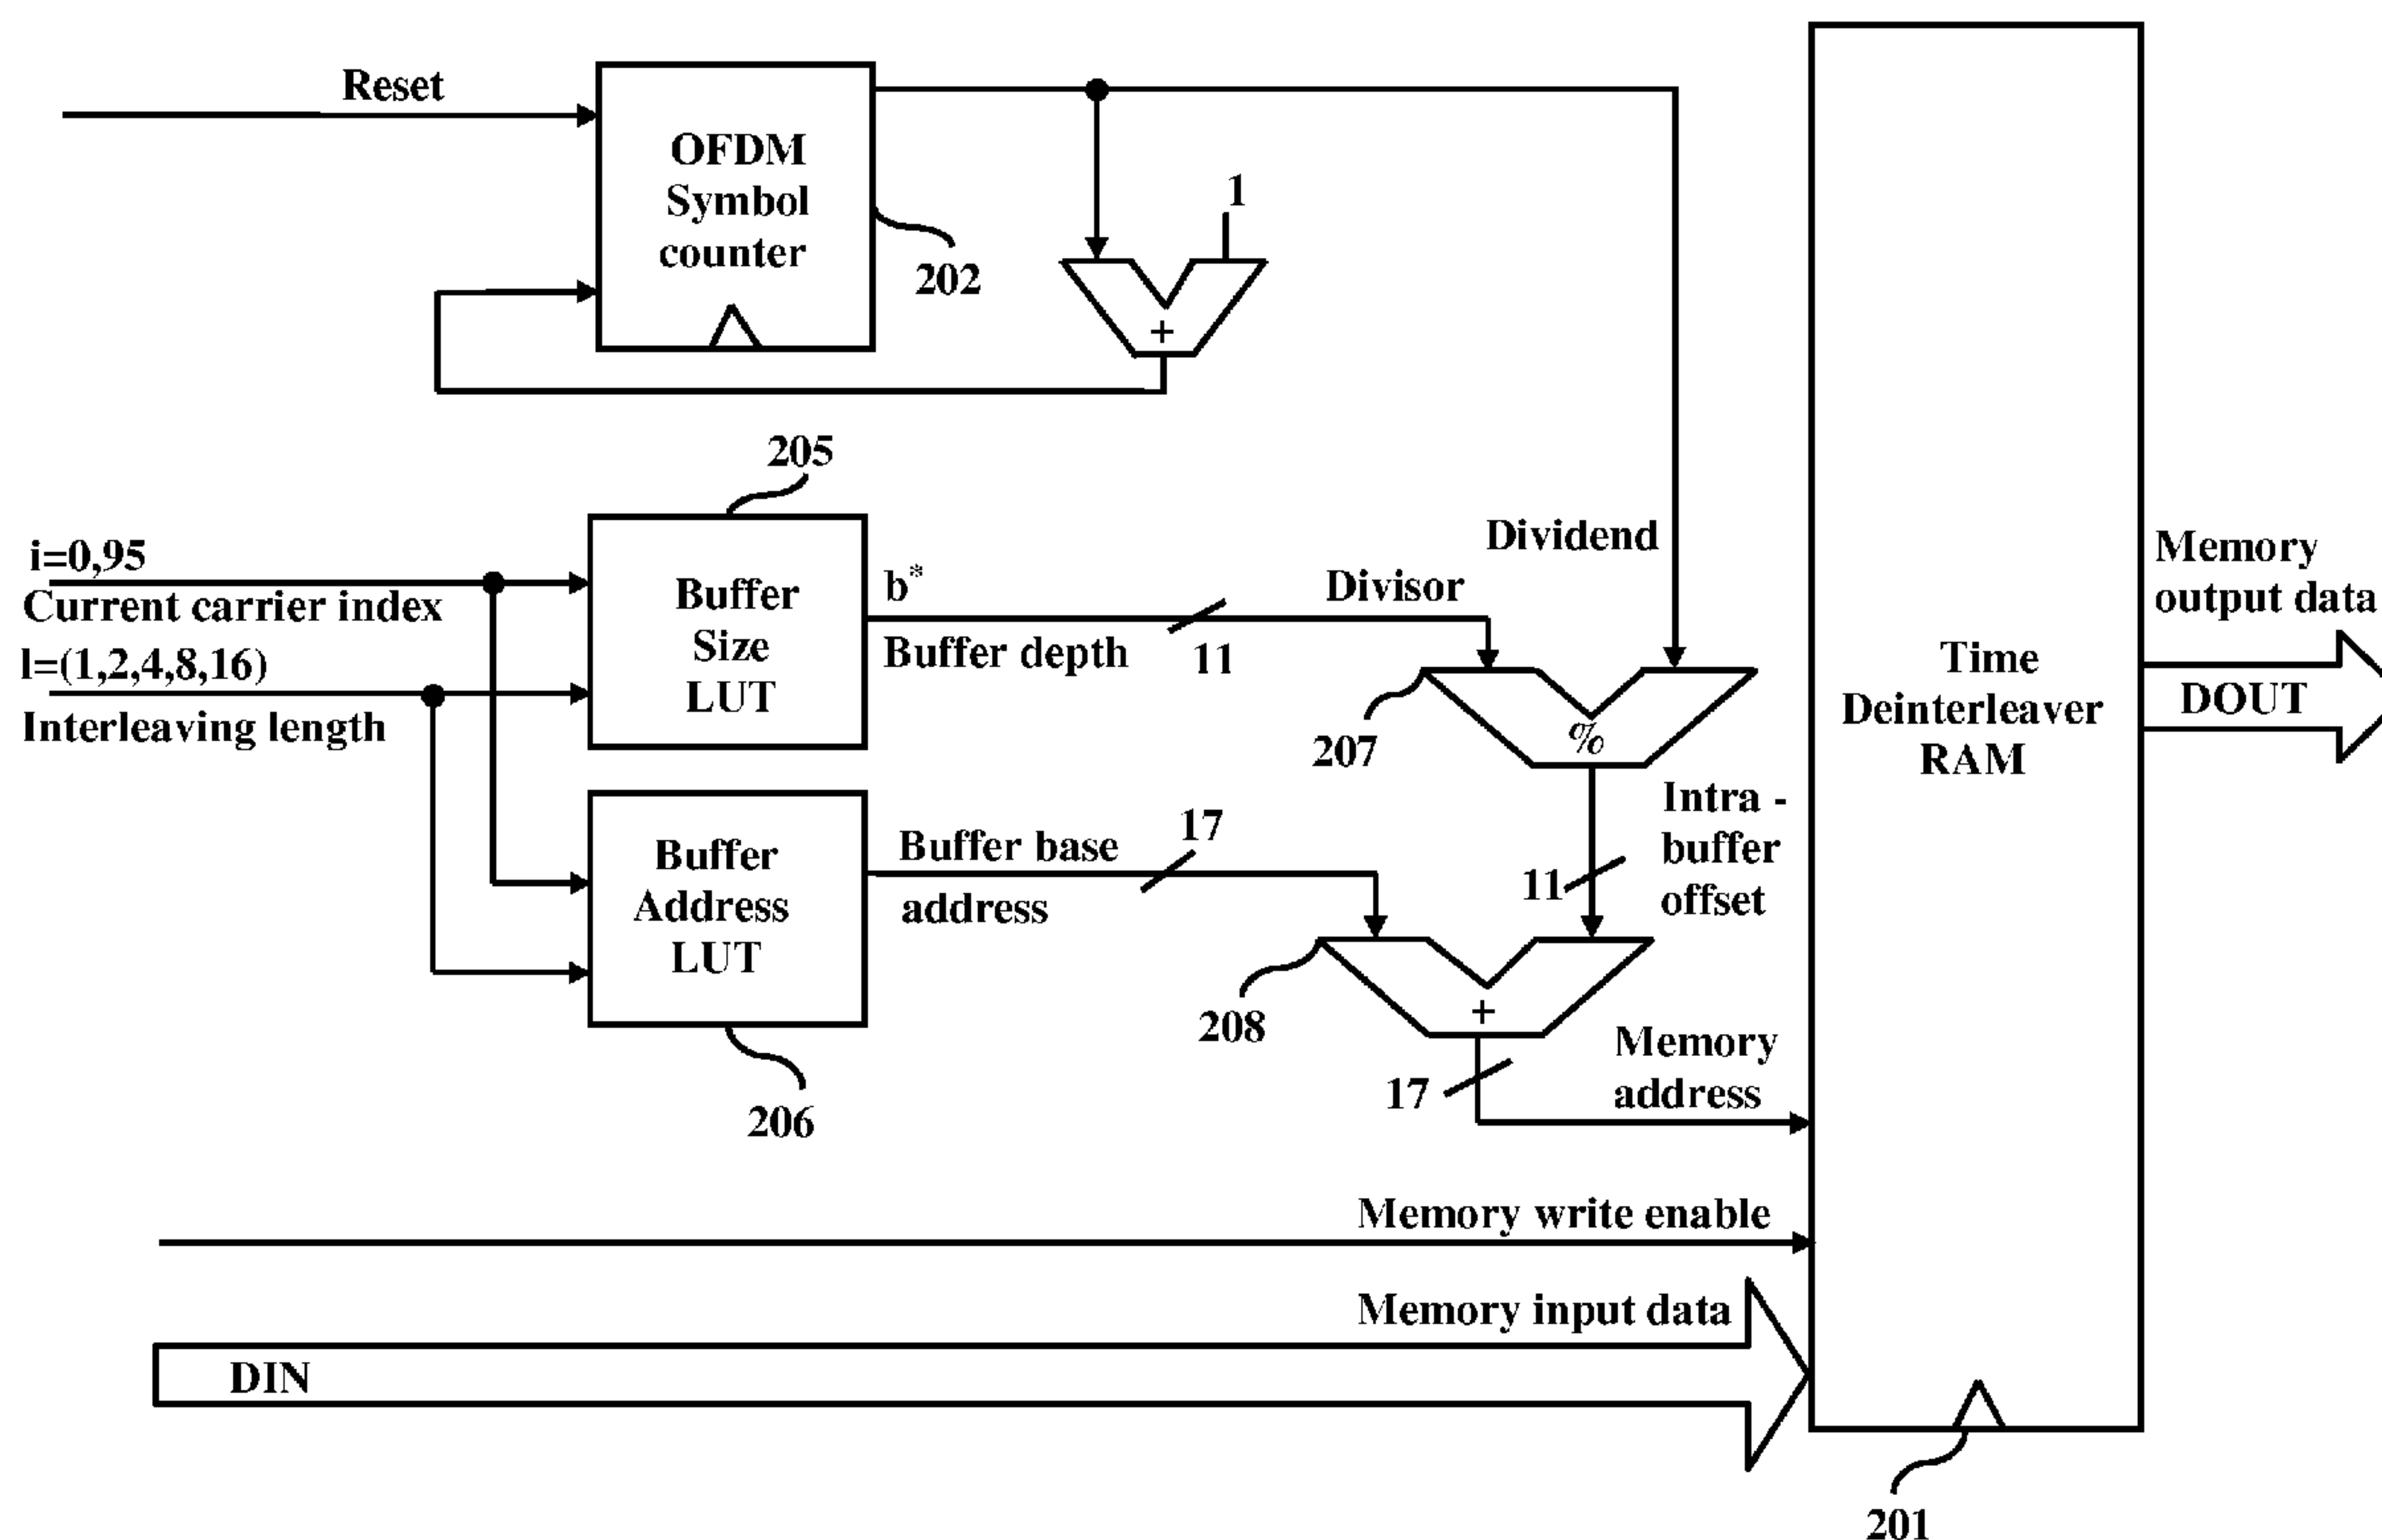 Reset
OFDM
Symbol
counter
202
1
+
205
i=0,95
Current carrier index
l=(1,2,4,8,16)
Interleaving length
Buffer
Size
LUT
b*
Buffer depth
11
Divisor
Dividend
207
%
Intra -
buffer
offset
11
Buffer
Address
LUT
206
Buffer base
address
17
208
+
17
Memory
address
Memory write enable
Memory input data
DIN
Time
Deinterleaver
RAM
201
Memory
output data
DOUT